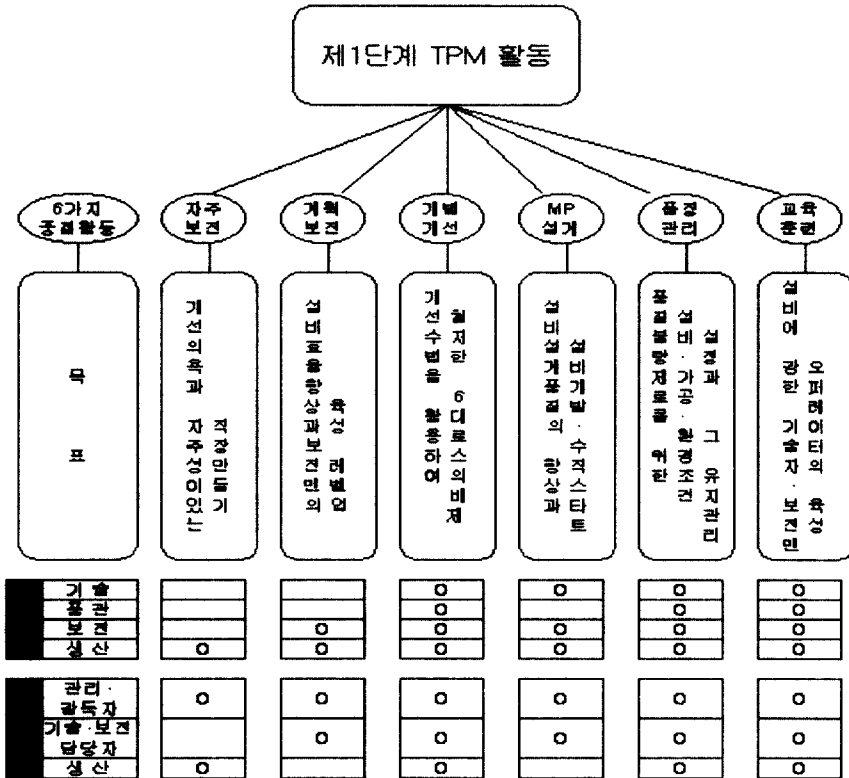 제1단계 TPM 활동
6가지
중점활동
자주
보전
계획
보전
개별
개선
MP
설계
품질
관리
교육
훈련
목 표
개선의욕과 자주성이있는
직장만들기
설비효율향상과보전맨의
육성 레벨업
개선수법을 활용하여
철저한 6대로스의배제
설비설계품질의 향상과
설비개발·수직스타트
품질불량제로를 위한
설비·가공·환경조건
설정과 그 유지관리
설비에 강한 기술자·보전맨
오퍼레이터의 육성
기술 O O O O
품관 O O O
보전 O O O O O
생산 O O O O O O
관리·
감독자 O O O O O O
기술·보전
담당자 O O O O O
생산 O O O O